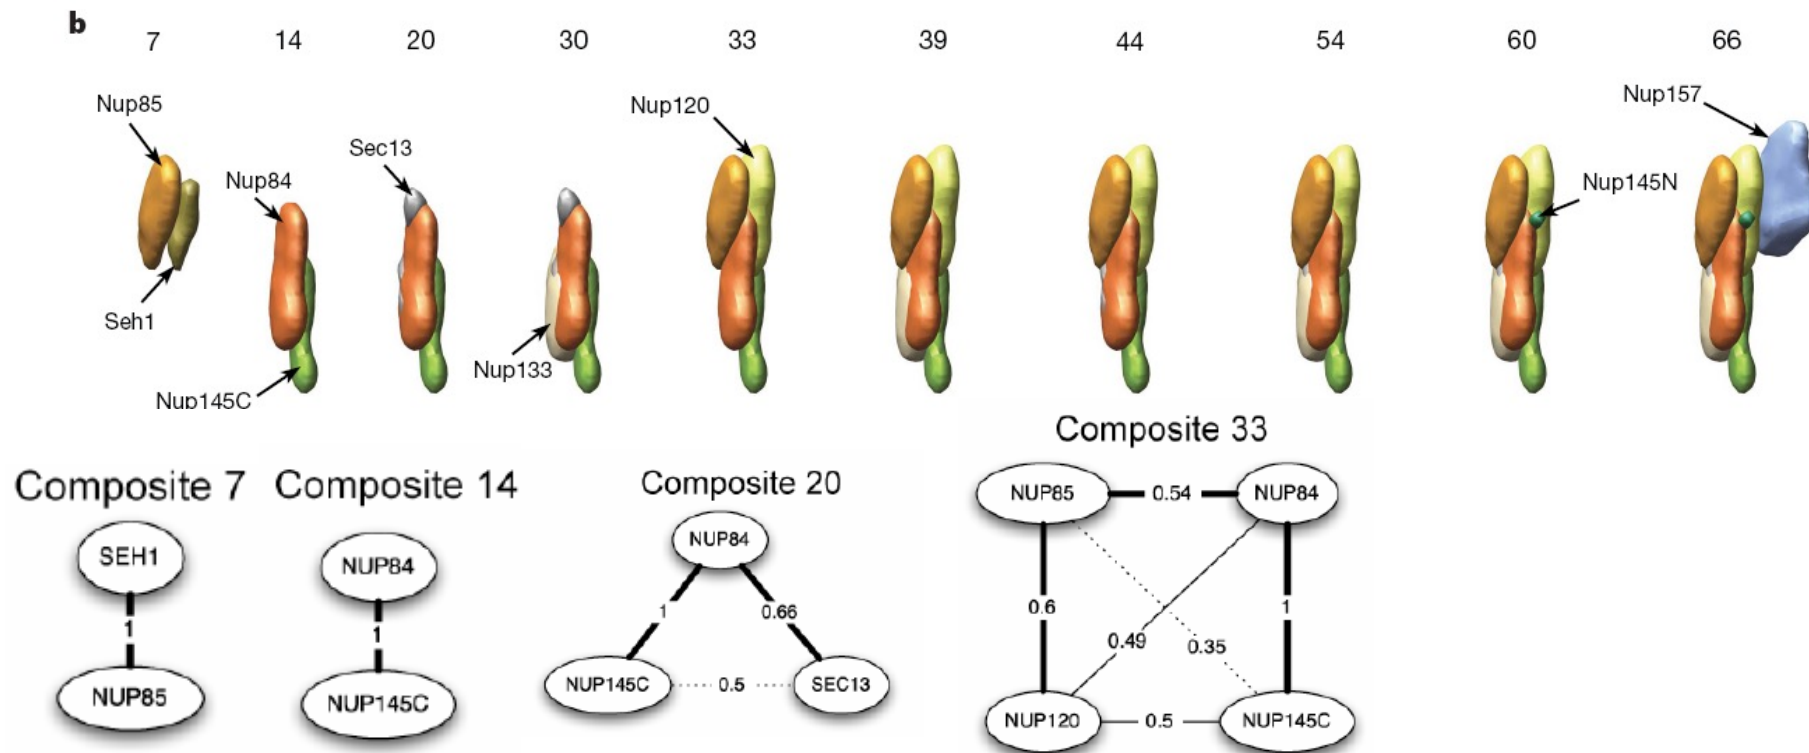 b
7 14 20 30 33 39 44 54 60 66
Nup85
Nup84
Sec13
Nup120
Nup157
Nup145N
Seh1
Nup133
Nup145C
Composite 7
SEH1
1
NUP85
Composite 14
NUP84
1
NUP145C
Composite 20
NUP84
1 0.66
NUP145C 0.5 SEC13
Composite 33
NUP85 0.54 NUP84
0.6 1
0.49 0.35
NUP120 0.5 NUP145C